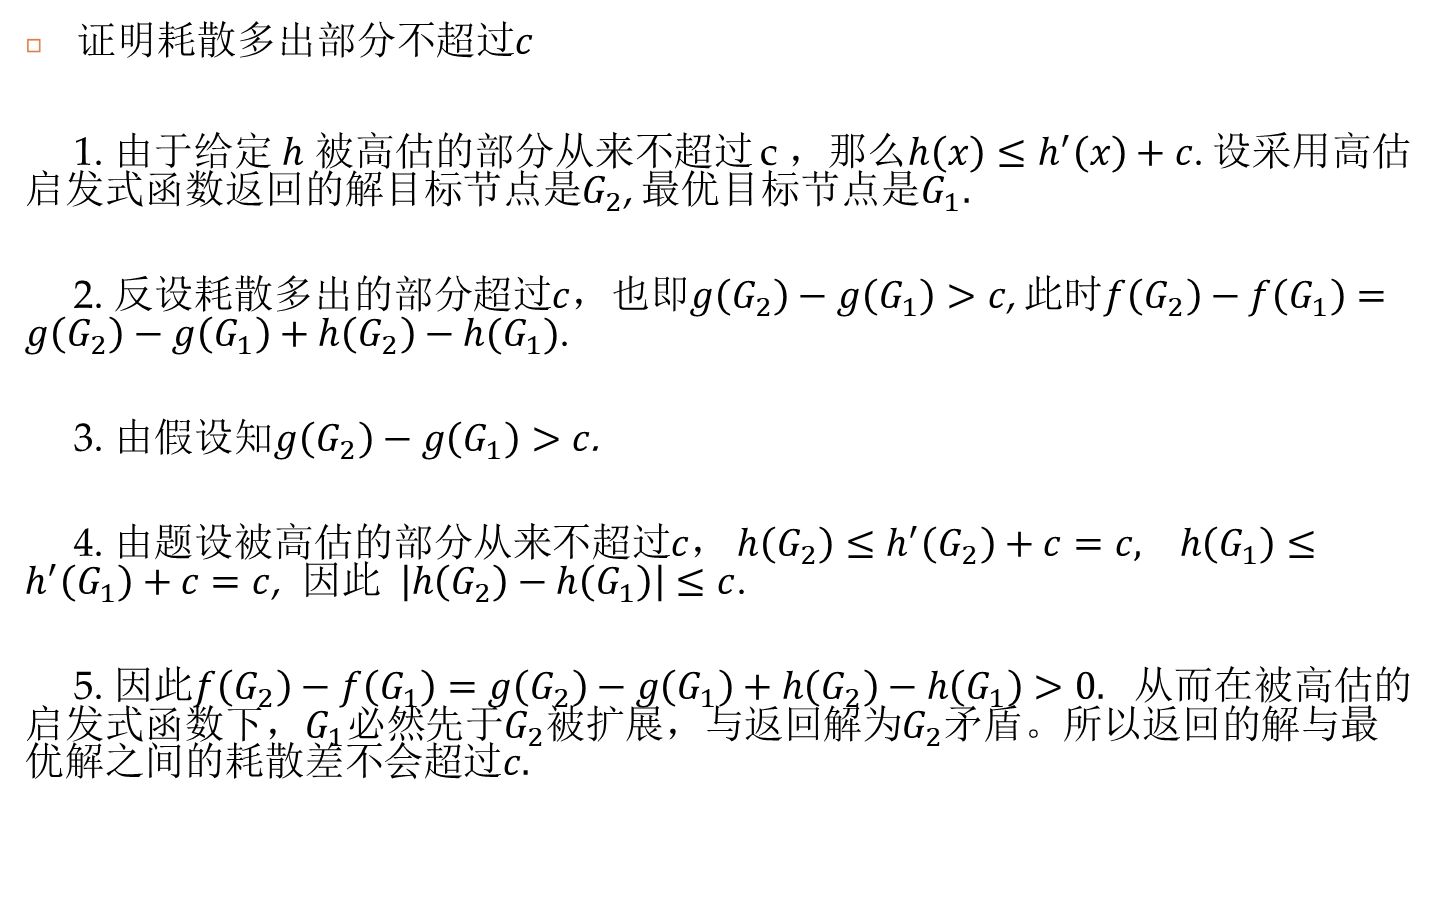 证明耗散多出部分不超过c
1. 由于给定 h 被高估的部分从来不超过 c ，那么h(x) ≤ h′(x) + c. 设采用高估
启发式函数返回的解目标节点是G₂, 最优目标节点是G₁.
2. 反设耗散多出的部分超过c，也即g(G₂) − g(G₁) > c, 此时f(G₂) − f(G₁) =
g(G₂) − g(G₁) + h(G₂) − h(G₁).
3. 由假设知g(G₂) − g(G₁) > c.
4. 由题设被高估的部分从来不超过c， h(G₂) ≤ h′(G₂) + c = c, h(G₁) ≤
h′(G₁) + c = c, 因此 |h(G₂) − h(G₁)| ≤ c.
5. 因此f(G₂) − f(G₁) = g(G₂) − g(G₁) + h(G₂) − h(G₁) > 0. 从而在被高估的
启发式函数下，G₁必然先于G₂被扩展，与返回解为G₂矛盾。所以返回的解与最
优解之间的耗散差不会超过c.